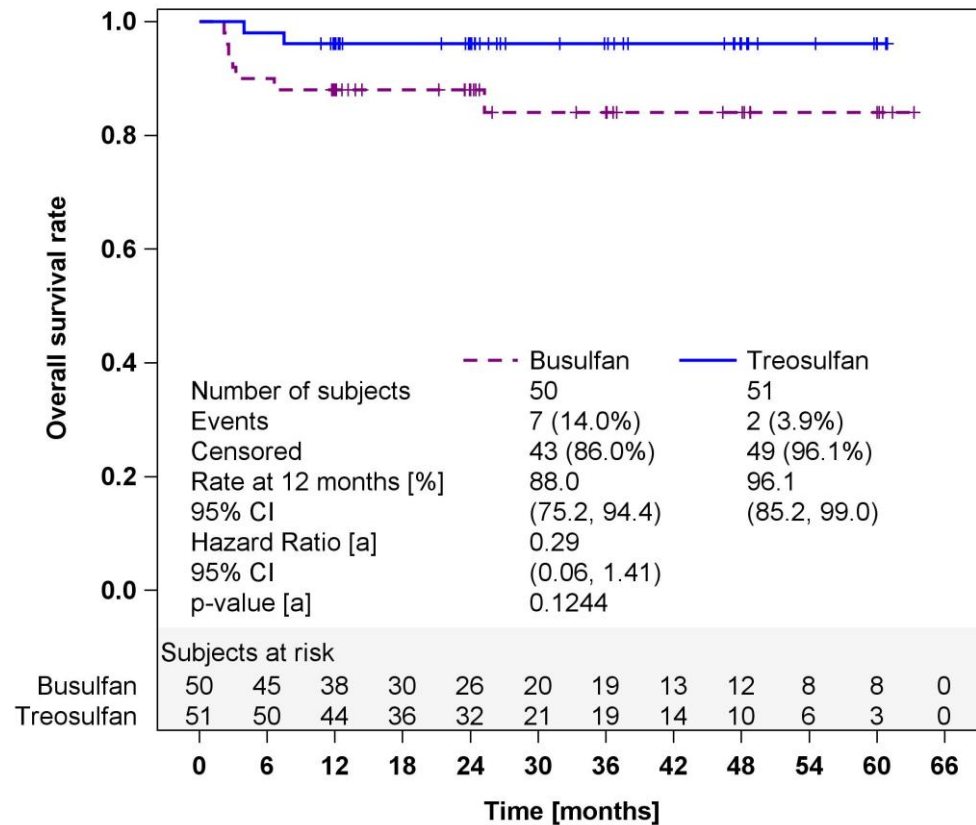 1.0
0.8
0.6
0.4
0.2
0.0
Overall survival rate
Busulfan Treosulfan
Number of subjects 50 51
Events 7 (14.0%) 2 (3.9%)
Censored 43 (86.0%) 49 (96.1%)
Rate at 12 months [%] 88.0 96.1
95% CI (75.2, 94.4) (85.2, 99.0)
Hazard Ratio [a] 0.29
95% CI (0.06, 1.41)
p-value [a] 0.1244
Subjects at risk
Busulfan 50 45 38 30 26 20 19 13 12 8 8 0
Treosulfan 51 50 44 36 32 21 19 14 10 6 3 0
0 6 12 18 24 30 36 42 48 54 60 66
Time [months]